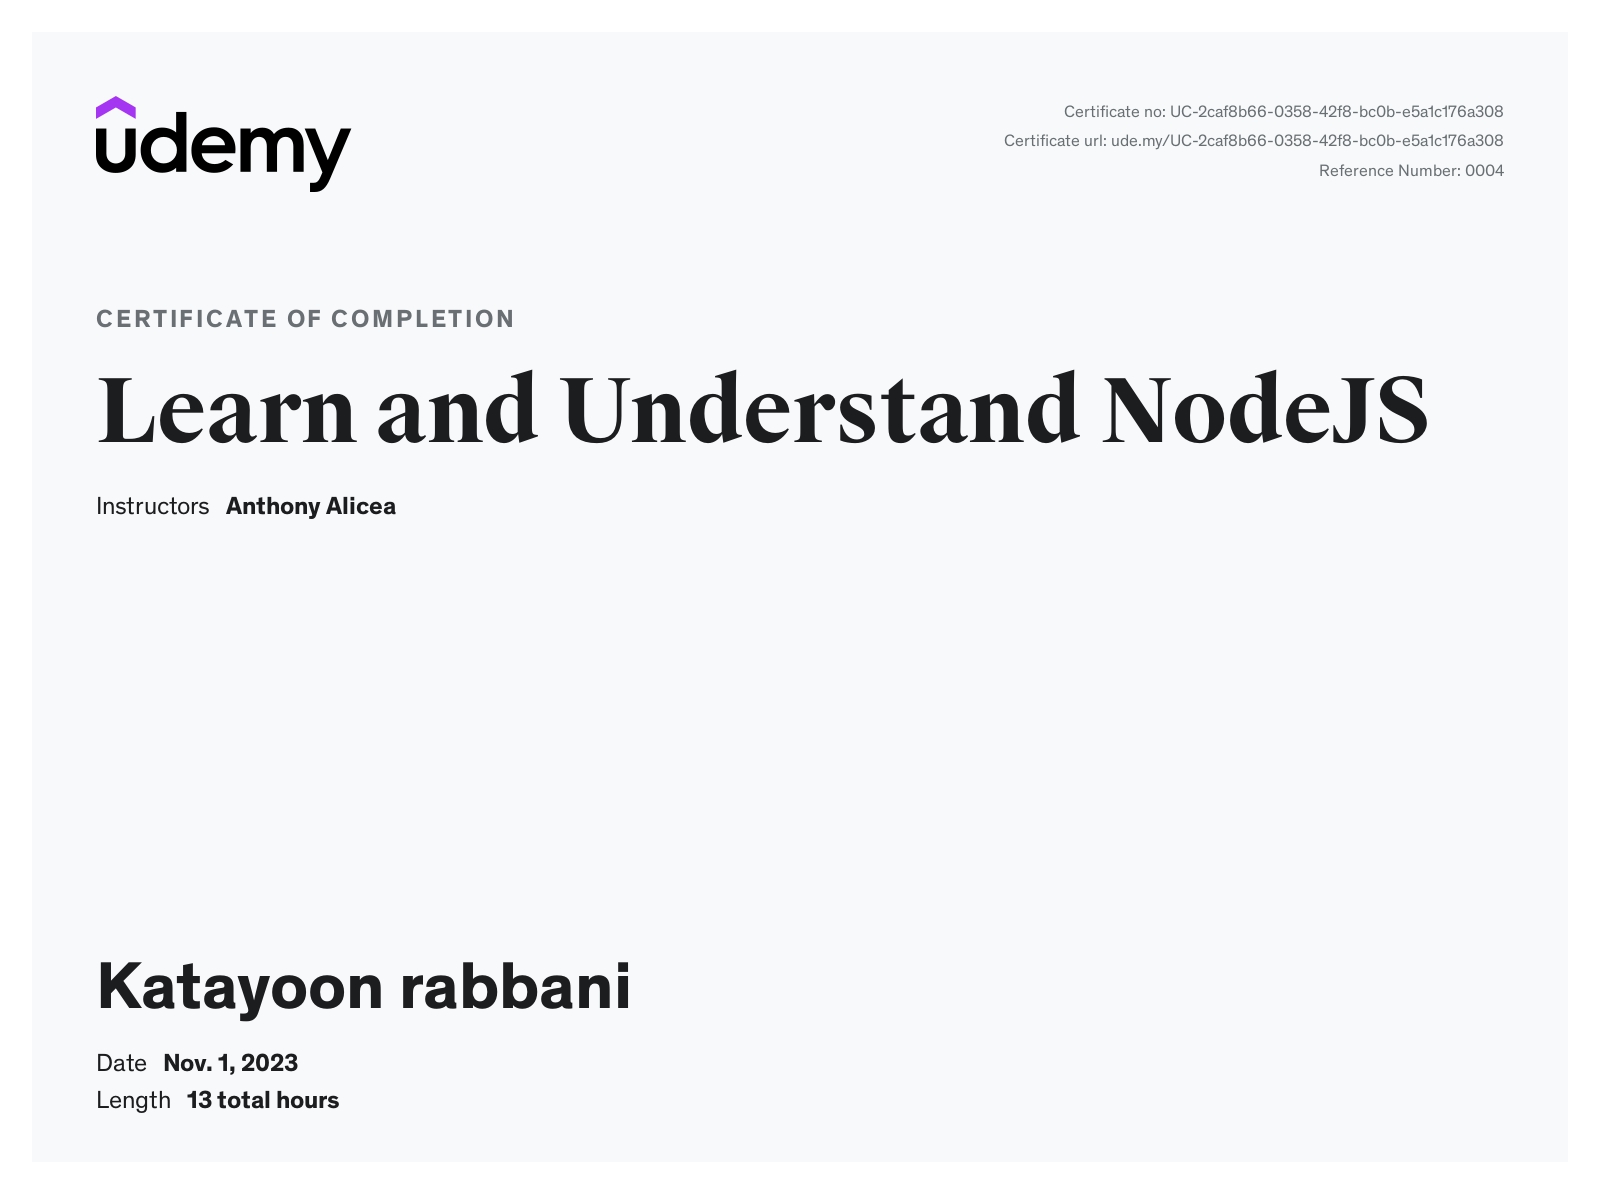 udemy
Certificate no: UC-2caf8b66-0358-42f8-bc0b-e5a1c176a308
Certificate url: ude.my/UC-2caf8b66-0358-42f8-bc0b-e5a1c176a308
Reference Number: 0004
CERTIFICATE OF COMPLETION
Learn and Understand NodeJS
Instructors Anthony Alicea
Katayoon rabbani
Date Nov. 1, 2023
Length 13 total hours